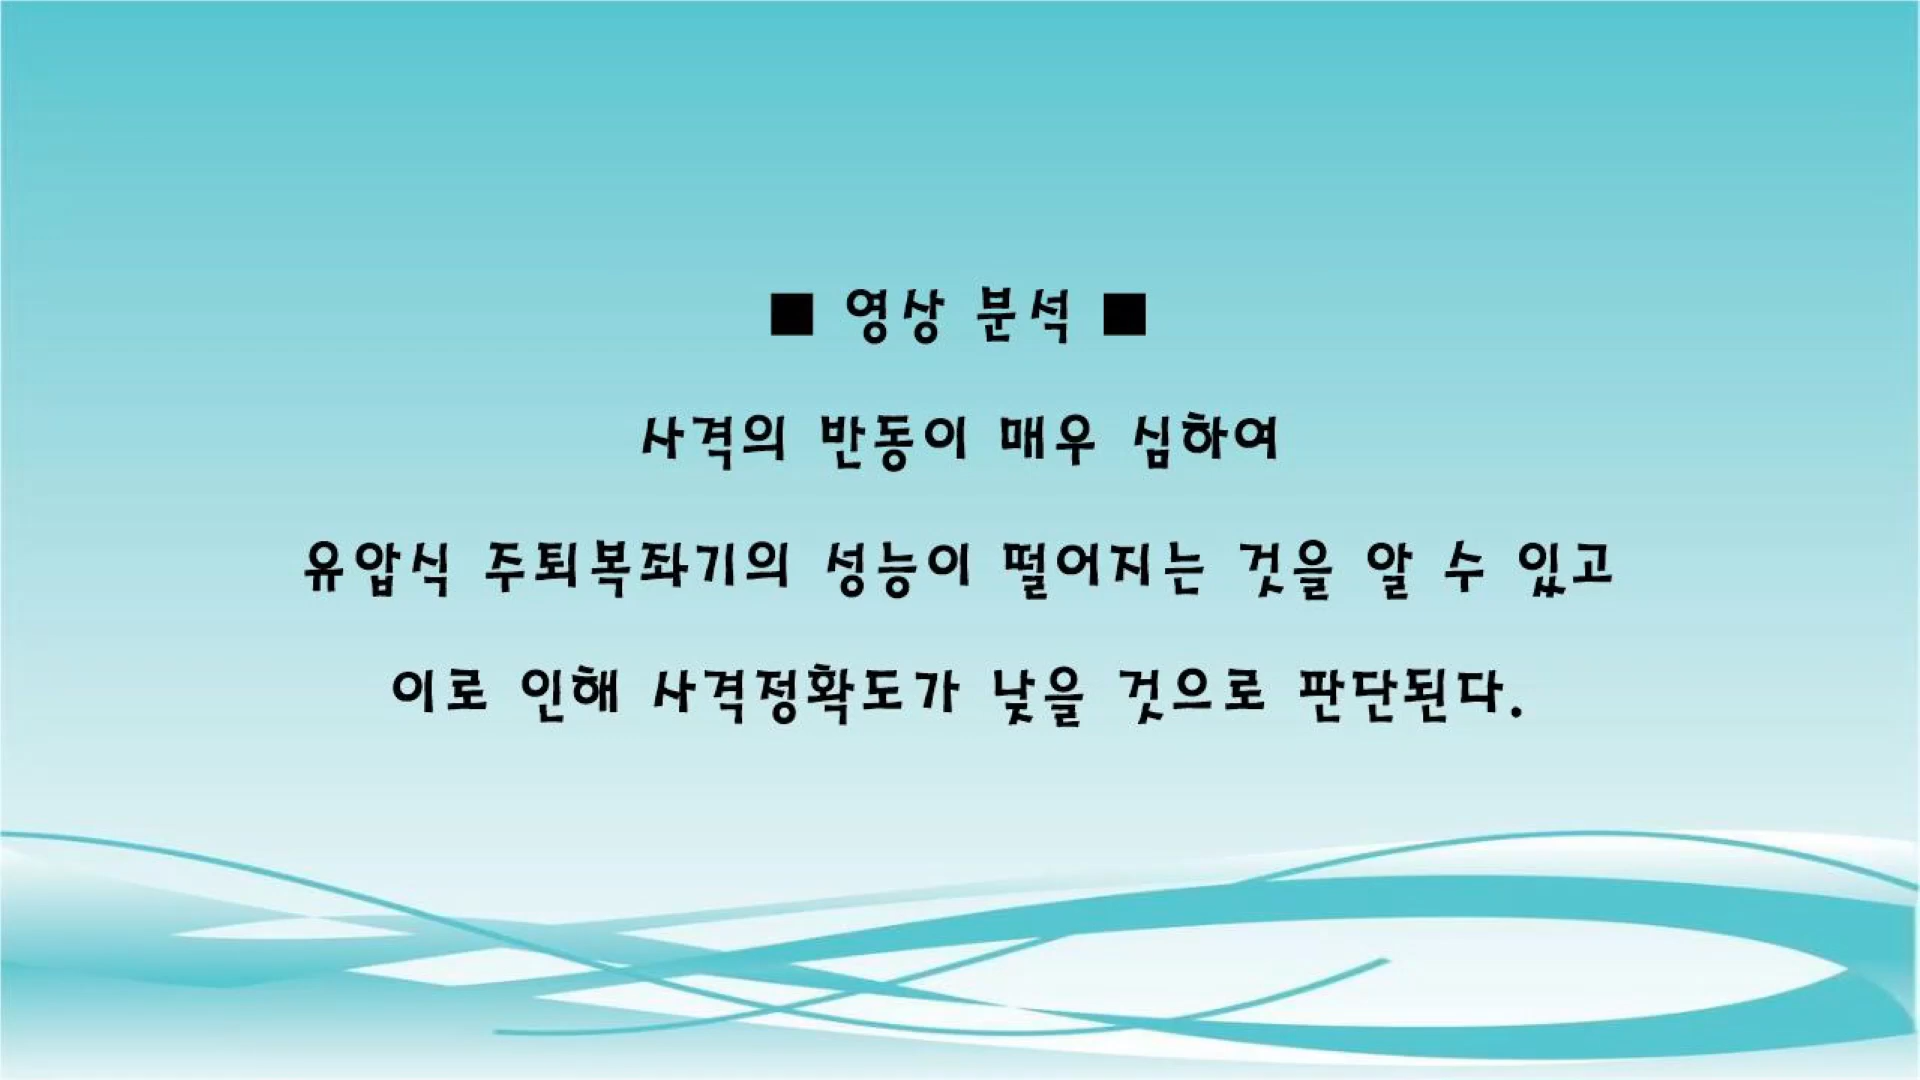 ■ 영상 분석 ■
사격의 반동이 매우 심하여
유압식 주퇴복좌기의 성능이 떨어지는 것을 알 수 있고
이로 인해 사격정확도가 낮을 것으로 판단된다.